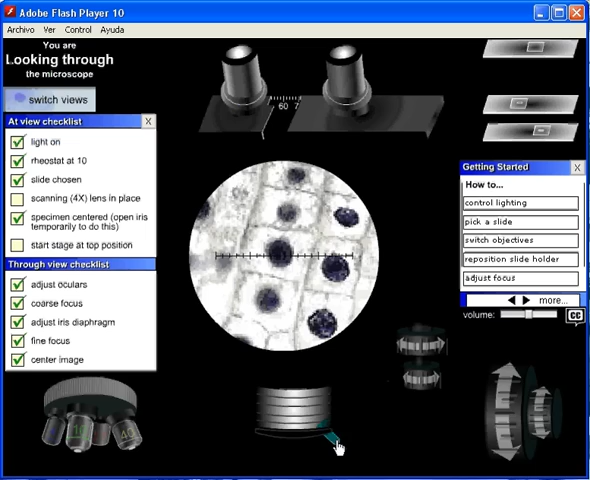 Adobe Flash Player 10
Archivo Ver Control Ayuda
You are
Looking through
the microscope
switch views
At view checklist X
light on
rheostat at 10
slide chosen
scanning (4X) lens in place
specimen centered (open iris
temporarily to do this)
start stage at top position
Through view checklist
adjust oculars
coarse focus
adjust iris diaphragm
fine focus
center image
60 7
Getting Started X
How to...
control lighting
pick a slide
switch objectives
reposition slide holder
adjust focus
more...
volume:
CC
40